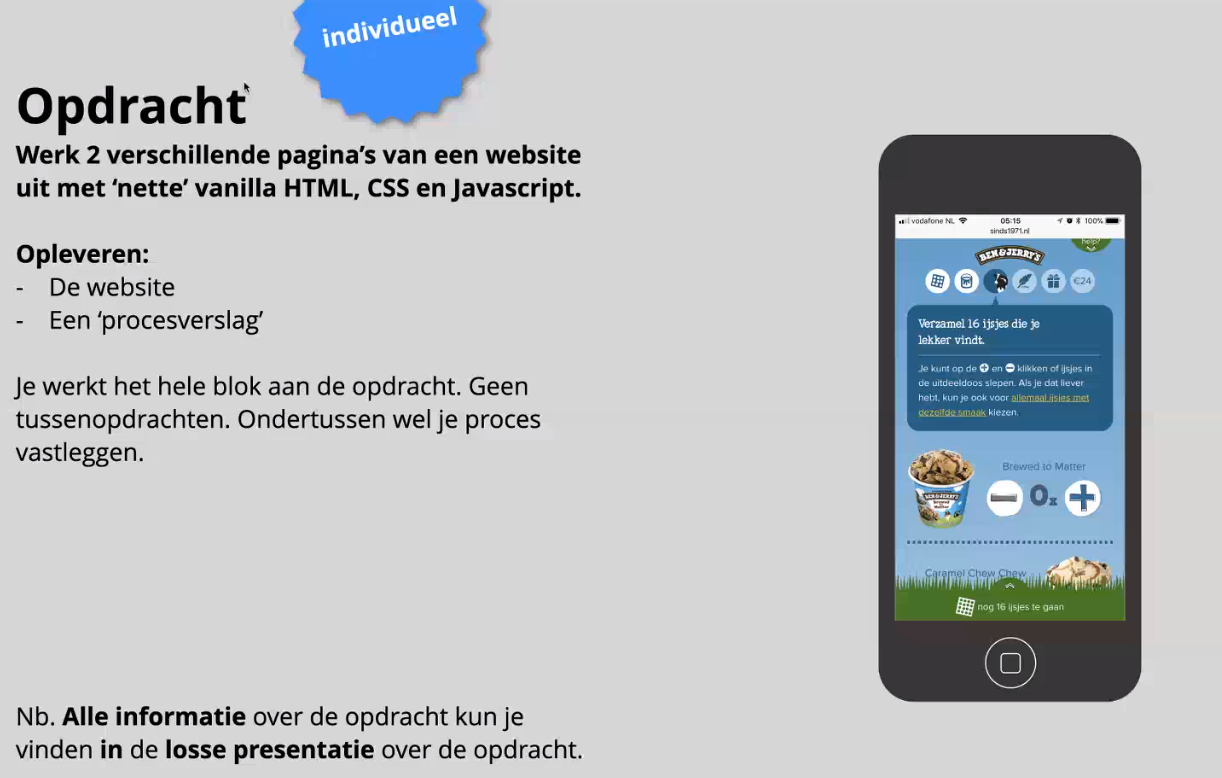 individueel
Opdracht
Werk 2 verschillende pagina’s van een website
uit met ‘nette’ vanilla HTML, CSS en Javascript.
Opleveren:
- De website
- Een ‘procesverslag’
Je werkt het hele blok aan de opdracht. Geen
tussenopdrachten. Ondertussen wel je proces
vastleggen.
Nb. Alle informatie over de opdracht kun je
vinden in de losse presentatie over de opdracht.
vodafone NL 05:15 100%
sinds1971.nl
help?
BEN & JERRY'S
€24
Verzamel 16 ijsjes die je
lekker vindt.
Je kunt op de + en − klikken of ijsjes in
de uitdeeldoos slepen. Als je dat liever
hebt, kun je ook voor allemaal ijsjes met
dezelfde smaak kiezen.
Brewed to Matter
BEN & JERRY'S
0x
Caramel Chew Chew
nog 16 ijsjes te gaan